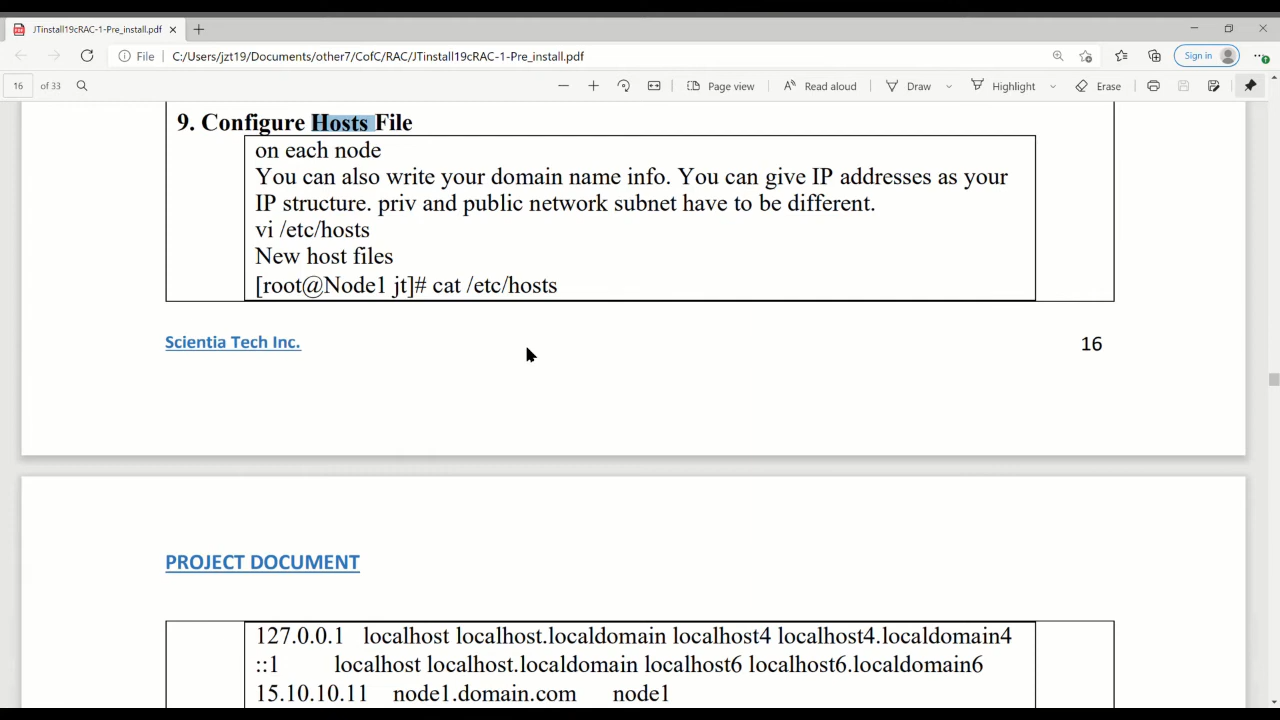 JTinstall19cRAC-1-Pre_install.pdf
File C:/Users/jzt19/Documents/other7/CofC/RAC/JTinstall19cRAC-1-Pre_install.pdf Sign in
16 of 33 Page view Read aloud Draw Highlight Erase
9. Configure Hosts File
on each node
You can also write your domain name info. You can give IP addresses as your
IP structure. priv and public network subnet have to be different.
vi /etc/hosts
New host files
[root@Node1 jt]# cat /etc/hosts
Scientia Tech Inc. 16
PROJECT DOCUMENT
127.0.0.1 localhost localhost.localdomain localhost4 localhost4.localdomain4
::1 localhost localhost.localdomain localhost6 localhost6.localdomain6
15.10.10.11 node1.domain.com node1